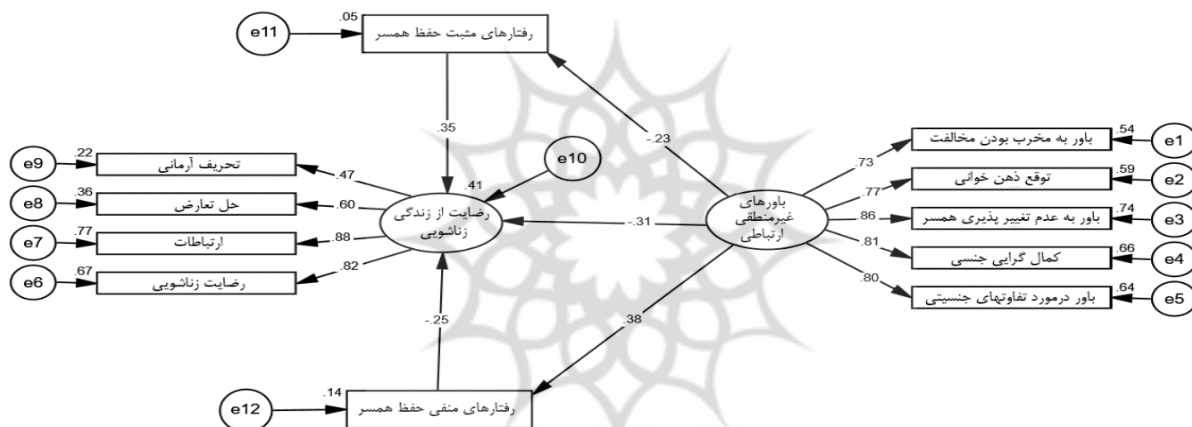 .05
e11
رفتارهای مثبت حفظ همسر
.35
-.23
e10
.41
e9
.22
تحریف آرمانی
.47
e8
.36
حل تعارض
.60
e7
.77
ارتباطات
.88
e6
.67
رضایت زناشویی
.82
رضایت از زندگی
زناشویی
-.31
باورهای
غیرمنطقی
ارتباطی
.73
باور به مخرب بودن مخالفت
.54
e1
.77
توقع ذهن خوانی
.59
e2
.86
باور به عدم تغییر پذیری همسر
.74
e3
.81
کمال گرایی جنسی
.66
e4
.80
باور درمورد تفاوتهای جنسیتی
.64
e5
-.25
.38
.14
e12
رفتارهای منفی حفظ همسر